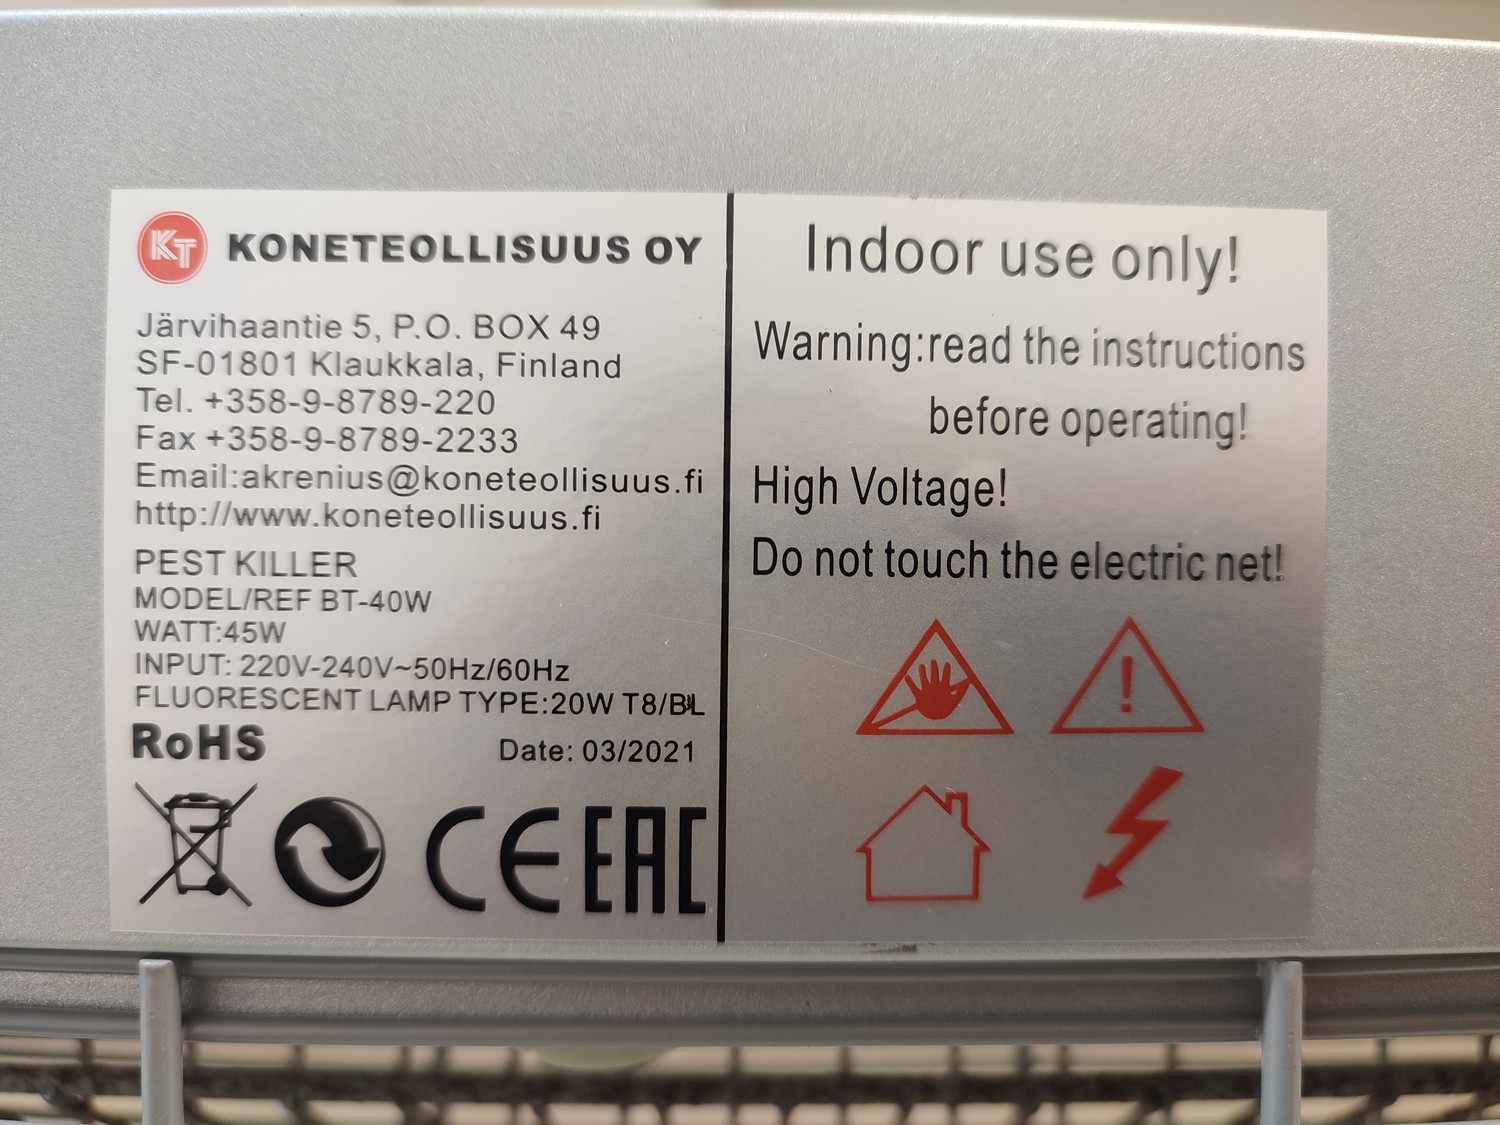 KT KONETEOLLISUUS OY
Järvihaantie 5, P.O. BOX 49
SF-01801 Klaukkala, Finland
Tel. +358-9-8789-220
Fax +358-9-8789-2233
Email:akrenius@koneteollisuus.fi
http://www.koneteollisuus.fi
PEST KILLER
MODEL/REF BT-40W
WATT:45W
INPUT: 220V-240V~50Hz/60Hz
FLUORESCENT LAMP TYPE:20W T8/BL
RoHS Date: 03/2021
CE EAC
Indoor use only!
Warning:read the instructions
before operating!
High Voltage!
Do not touch the electric net!
!